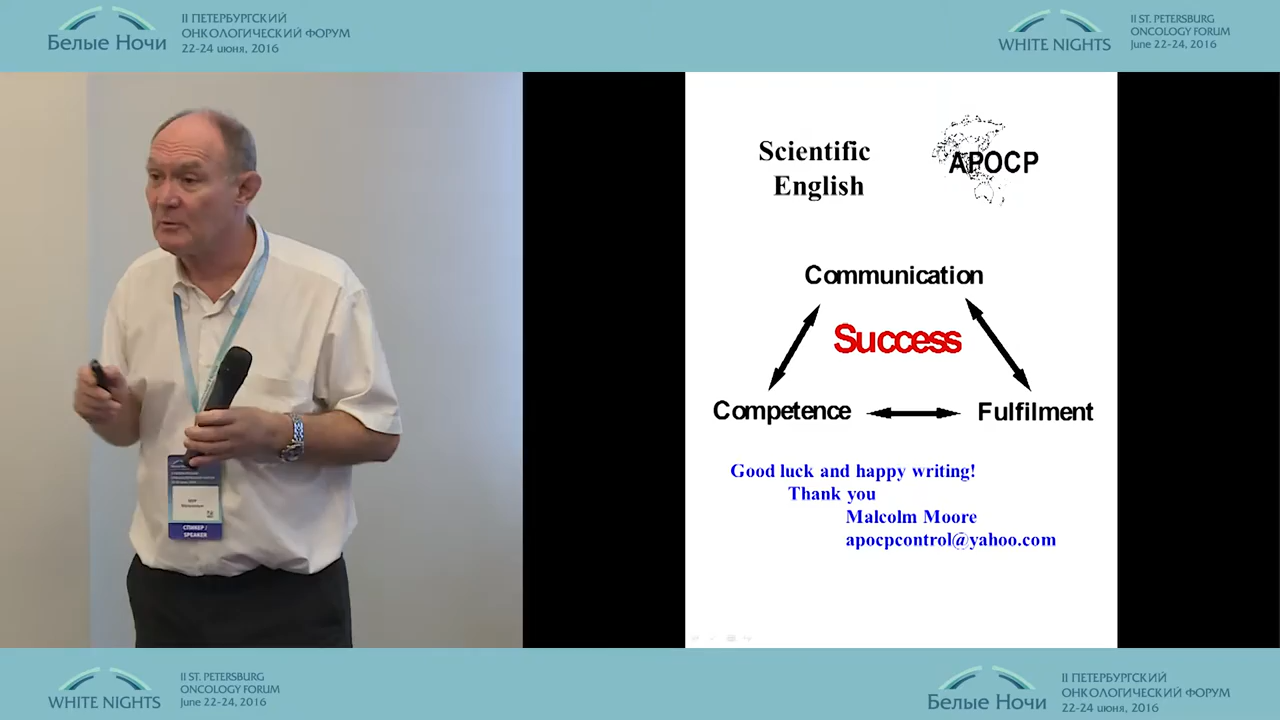 Белые Ночи
II ПЕТЕРБУРГСКИЙ
ОНКОЛОГИЧЕСКИЙ ФОРУМ
22-24 июня, 2016
WHITE NIGHTS
II ST. PETERSBURG
ONCOLOGY FORUM
June 22-24, 2016
Scientific
English
APOCP
Communication
Success
Competence
Fulfilment
Good luck and happy writing!
Thank you
Malcolm Moore
apocpcontrol@yahoo.com
СПИКЕР /
SPEAKER
WHITE NIGHTS
II ST. PETERSBURG
ONCOLOGY FORUM
June 22-24, 2016
Белые Ночи
II ПЕТЕРБУРГСКИЙ
ОНКОЛОГИЧЕСКИЙ ФОРУМ
22-24 июня, 2016